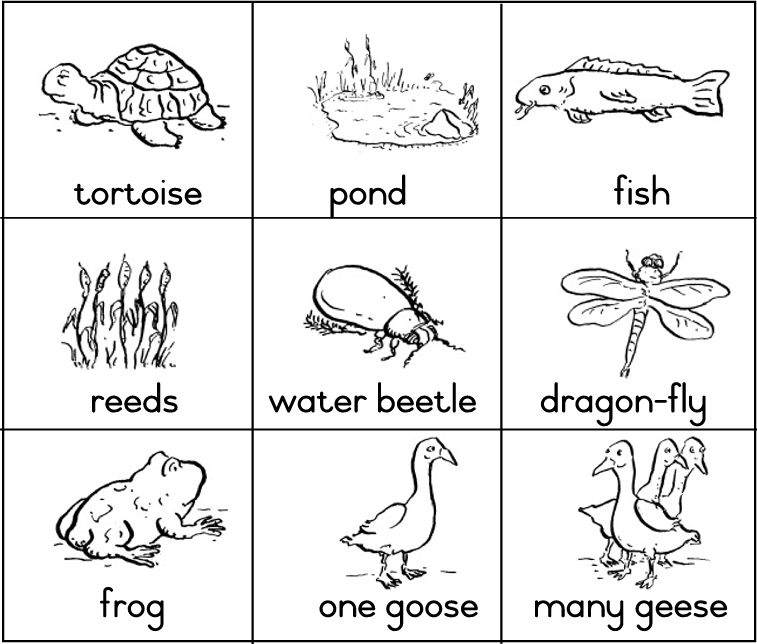 tortoise
pond
fish
reeds
water beetle
dragon-fly
frog
one goose
many geese